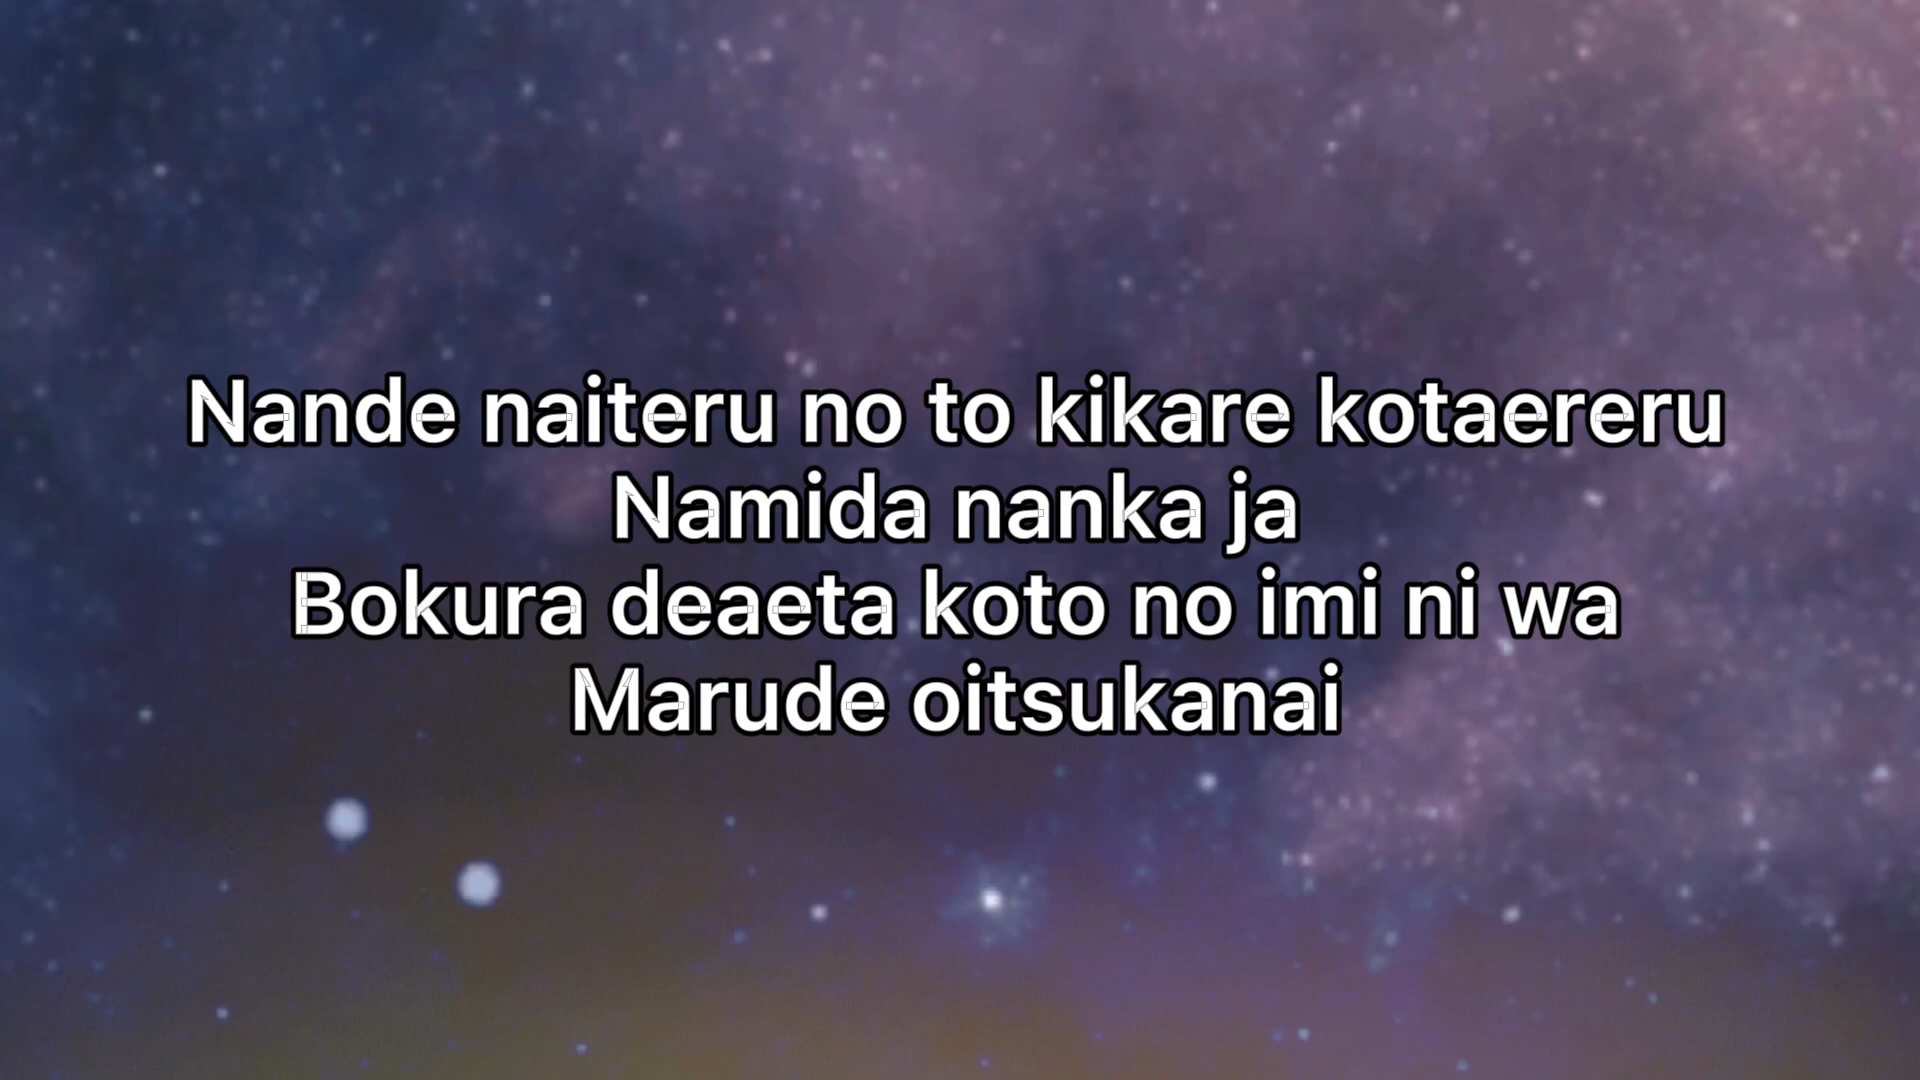 Nande naiteru no to kikare kotaereru
Namida nanka ja
Bokura deaeta koto no imi ni wa
Marude oitsukanai